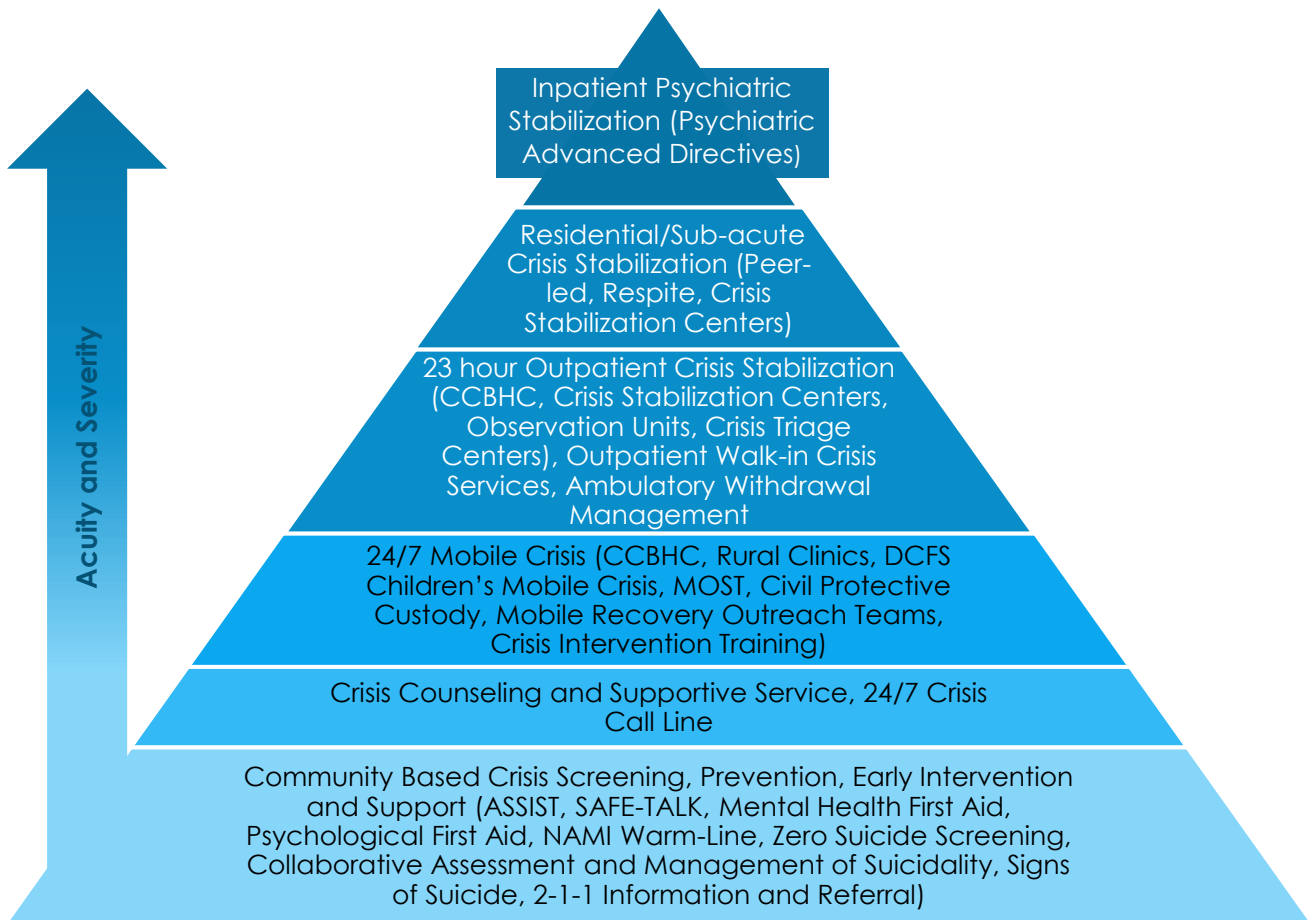 Inpatient Psychiatric
Stabilization (Psychiatric
Advanced Directives)
Residential/Sub-acute
Crisis Stabilization (Peer-
led, Respite, Crisis
Stabilization Centers)
23 hour Outpatient Crisis Stabilization
(CCBHC, Crisis Stabilization Centers,
Observation Units, Crisis Triage
Centers), Outpatient Walk-in Crisis
Services, Ambulatory Withdrawal
Management
24/7 Mobile Crisis (CCBHC, Rural Clinics, DCFS
Children’s Mobile Crisis, MOST, Civil Protective
Custody, Mobile Recovery Outreach Teams,
Crisis Intervention Training)
Crisis Counseling and Supportive Service, 24/7 Crisis
Call Line
Community Based Crisis Screening, Prevention, Early Intervention
and Support (ASSIST, SAFE-TALK, Mental Health First Aid,
Psychological First Aid, NAMI Warm-Line, Zero Suicide Screening,
Collaborative Assessment and Management of Suicidality, Signs
of Suicide, 2-1-1 Information and Referral)
Acuity and Severity